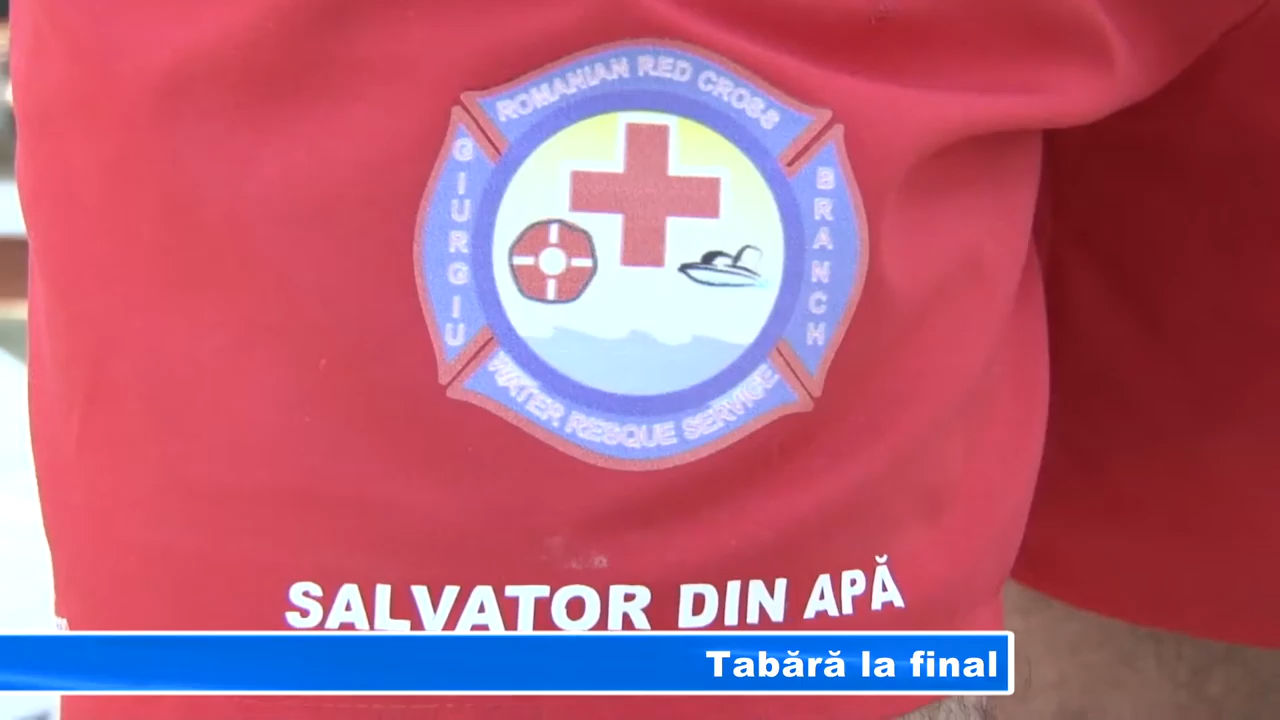 ROMANIAN RED CROSS
GIURGIU
BRANCH
WATER RESQUE SERVICE
SALVATOR DIN APĂ
Tabără la final